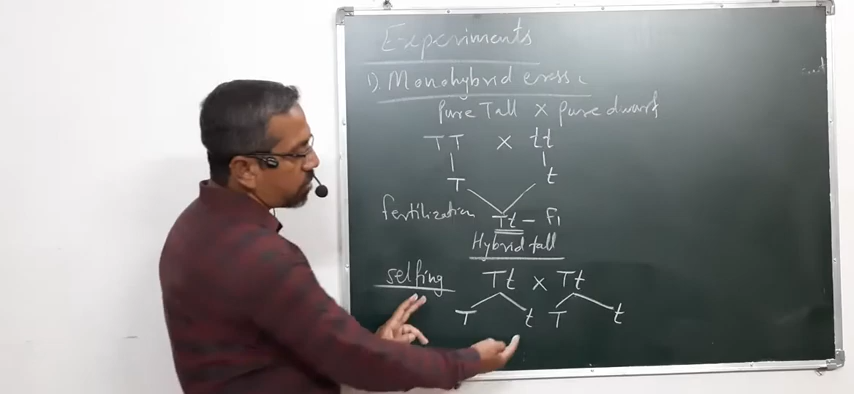 Experiments
1). Monohybrid cross
Pure Tall X pure dwarf
TT X tt
T t
fertilization Tt - F1
Hybrid tall
selfing Tt X Tt
T t T t